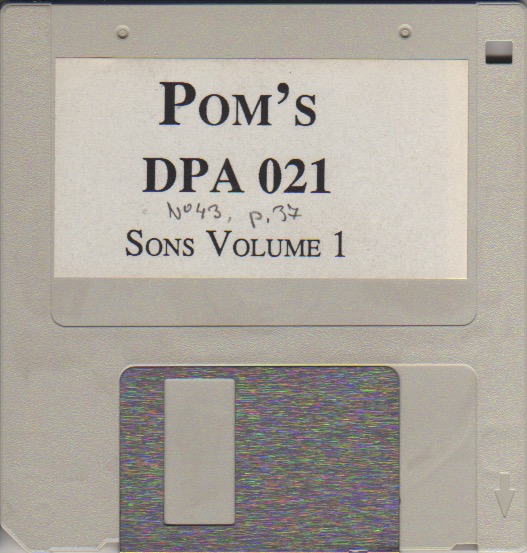 POM'S
DPA 021
N°43, p.37
SONS VOLUME 1